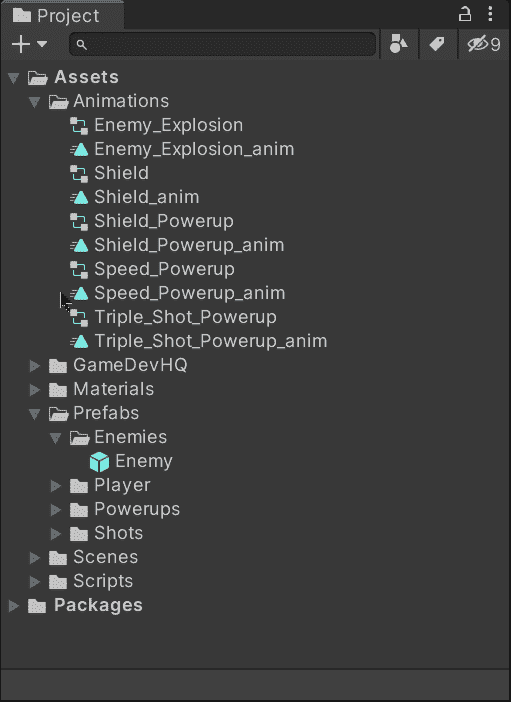 Project
9
Assets
Animations
Enemy_Explosion
Enemy_Explosion_anim
Shield
Shield_anim
Shield_Powerup
Shield_Powerup_anim
Speed_Powerup
Speed_Powerup_anim
Triple_Shot_Powerup
Triple_Shot_Powerup_anim
GameDevHQ
Materials
Prefabs
Enemies
Enemy
Player
Powerups
Shots
Scenes
Scripts
Packages